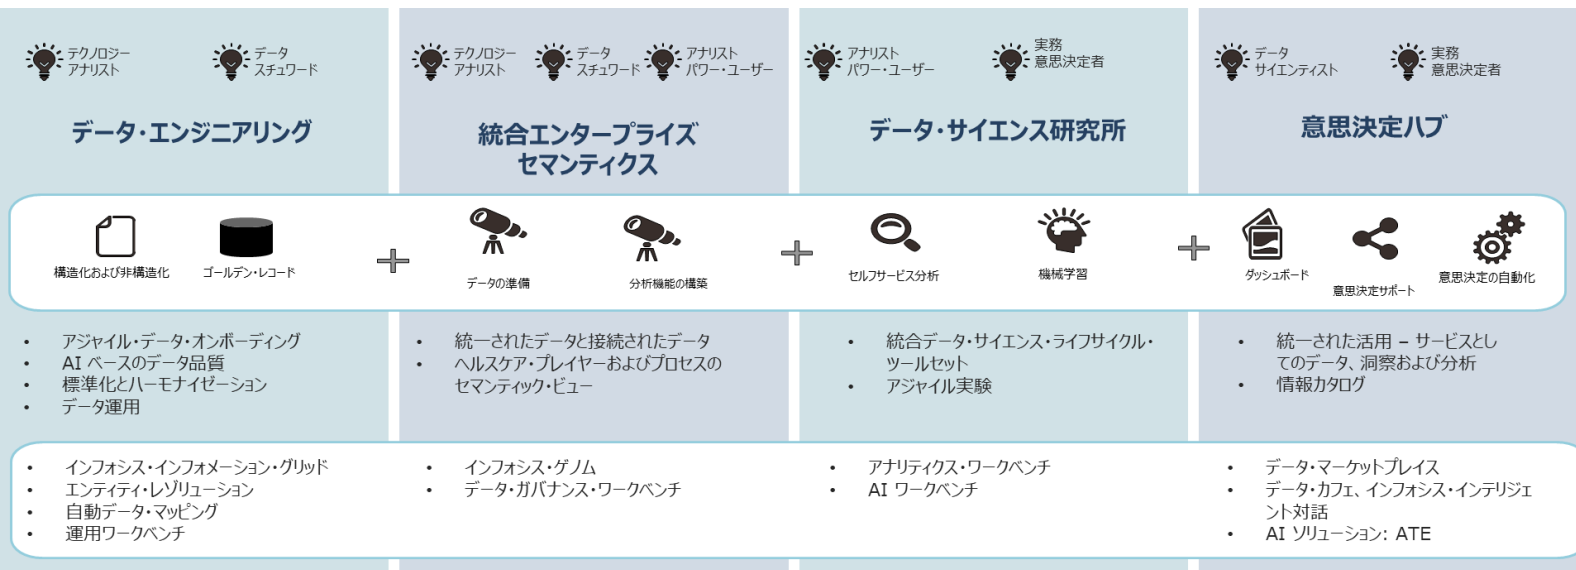 テクノロジー
アナリスト
データ
スチュワード
データ・エンジニアリング
テクノロジー
アナリスト
データ
スチュワード
アナリスト
パワー・ユーザー
統合エンタープライズ
セマンティクス
アナリスト
パワー・ユーザー
実務
意思決定者
データ・サイエンス研究所
データ
サイエンティスト
実務
意思決定者
意思決定ハブ
構造化および非構造化
ゴールデン・レコード
データの準備
分析機能の構築
セルフサービス分析
機械学習
ダッシュボード
意思決定サポート
意思決定の自動化
• アジャイル・データ・オンボーディング
• AI ベースのデータ品質
• 標準化とハーモナイゼーション
• データ運用
• 統一されたデータと接続されたデータ
• ヘルスケア・プレイヤーおよびプロセスの
セマンティック・ビュー
• 統合データ・サイエンス・ライフサイクル・
ツールセット
• アジャイル実験
• 統一された活用 – サービスとし
てのデータ、洞察および分析
• 情報カタログ
• インフォシス・インフォメーション・グリッド
• エンティティ・レゾリューション
• 自動データ・マッピング
• 運用ワークベンチ
• インフォシス・ゲノム
• データ・ガバナンス・ワークベンチ
• アナリティクス・ワークベンチ
• AI ワークベンチ
• データ・マーケットプレイス
• データ・カフェ、インフォシス・インテリジェ
ント対話
• AI ソリューション: ATE